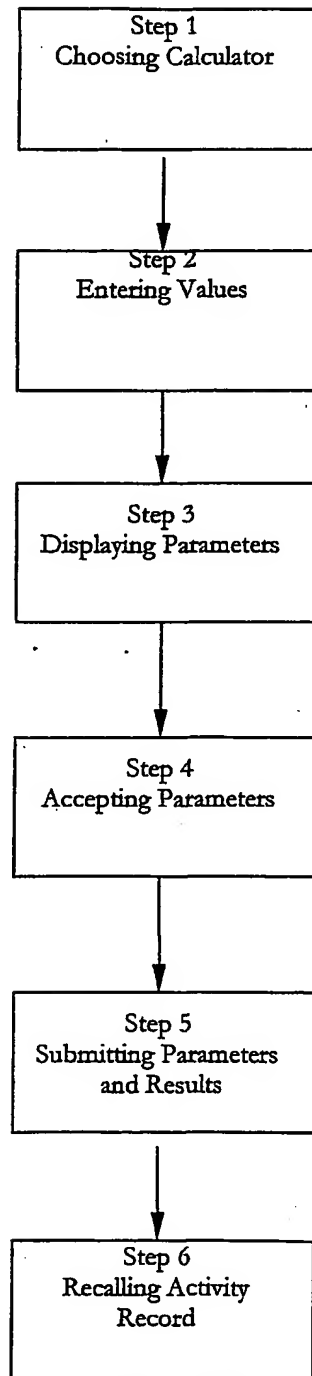 Step 1
Choosing Calculator
Step 2
Entering Values
Step 3
Displaying Parameters
Step 4
Accepting Parameters
Step 5
Submitting Parameters
and Results
Step 6
Recalling Activity
Record